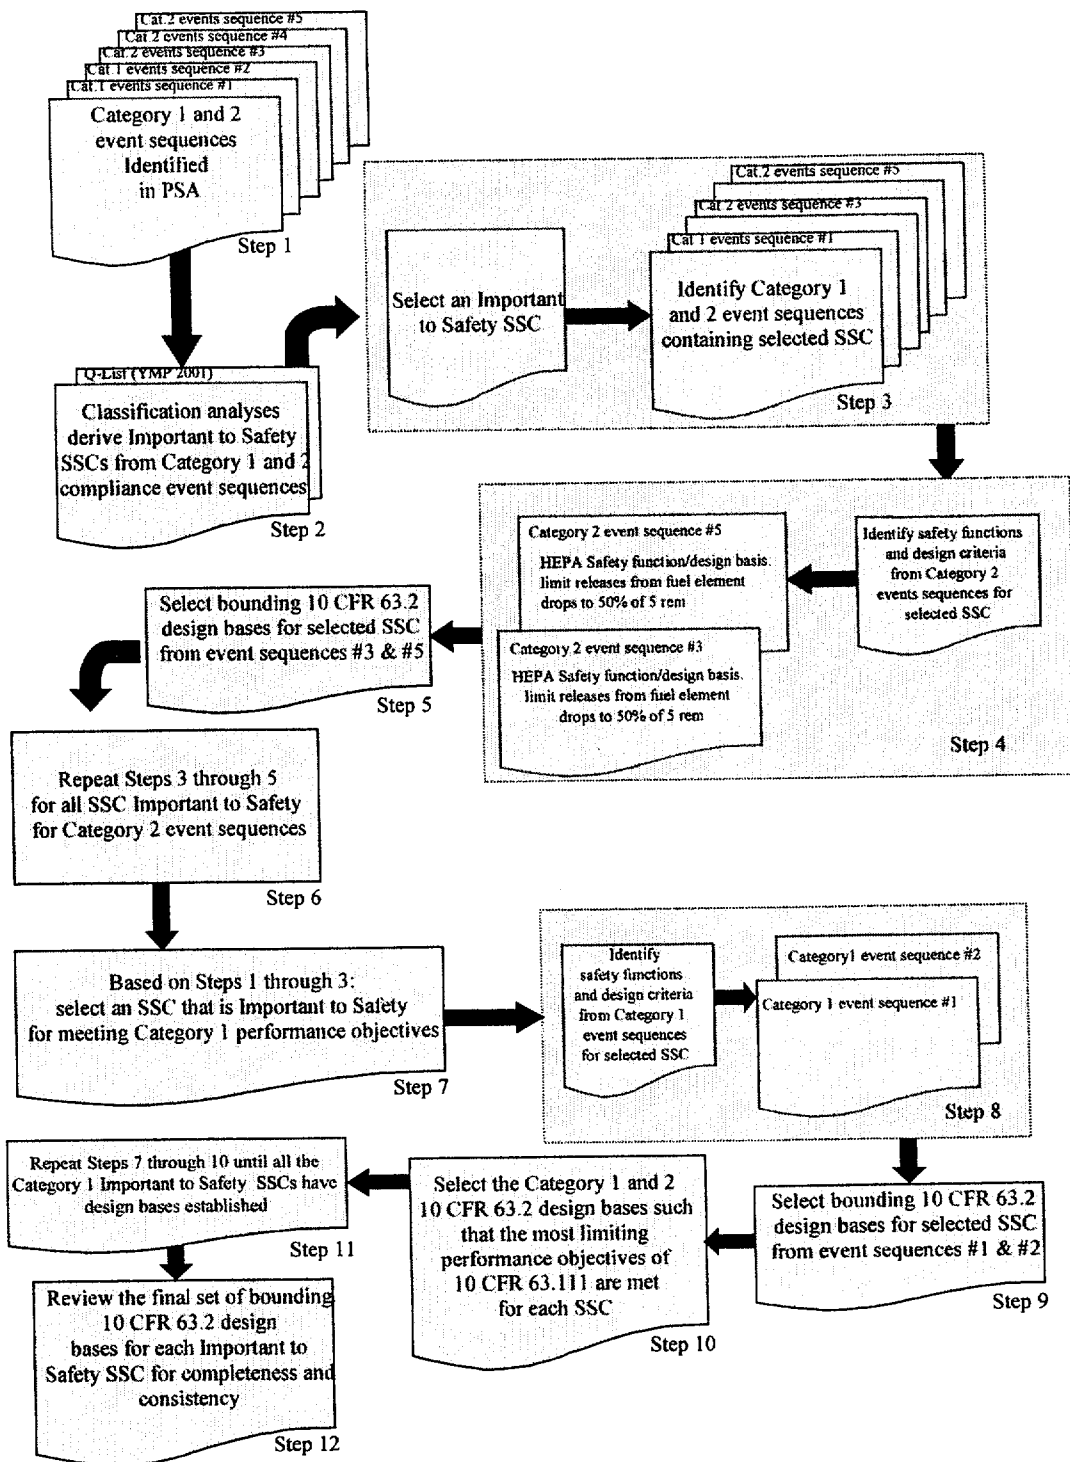 Cat.2 events sequence #5
Cat.2 events sequence #4
Cat.2 events sequence #3
Cat.1 events sequence #2
Cat.1 events sequence #1
Category 1 and 2
event sequences
Identified
in PSA
Step 1
Q-List (YMP 2001)
Classification analyses
derive Important to Safety
SSCs from Category 1 and 2
compliance event sequences
Step 2
Select an Important
to Safety SSC
Cat.2 events sequence #5
Cat.2 events sequence #3
Cat 1 events sequence #1
Identify Category 1
and 2 event sequences
containing selected SSC
Step 3
Identify safety functions
and design criteria
from Category 2
events sequences for
selected SSC
Category 2 event sequence #5
HEPA Safety function/design basis.
limit releases from fuel element
drops to 50% of 5 rem
Category 2 event sequence #3
HEPA Safety function/design basis.
limit releases from fuel element
drops to 50% of 5 rem
Step 4
Select bounding 10 CFR 63.2
design bases for selected SSC
from event sequences #3 & #5
Step 5
Repeat Steps 3 through 5
for all SSC Important to Safety
for Category 2 event sequences
Step 6
Based on Steps 1 through 3:
select an SSC that is Important to Safety
for meeting Category 1 performance objectives
Step 7
Identify
safety functions
and design criteria
from Category 1
event sequences
for selected SSC
Category1 event sequence #2
Category 1 event sequence #1
Step 8
Select bounding 10 CFR 63.2
design bases for selected SSC
from event sequences #1 & #2
Step 9
Select the Category 1 and 2
10 CFR 63.2 design bases such
that the most limiting
performance objectives of
10 CFR 63.111 are met
for each SSC
Step 10
Repeat Steps 7 through 10 until all the
Category 1 Important to Safety SSCs have
design bases established
Step 11
Review the final set of bounding
10 CFR 63.2 design
bases for each Important to
Safety SSC for completeness and
consistency
Step 12